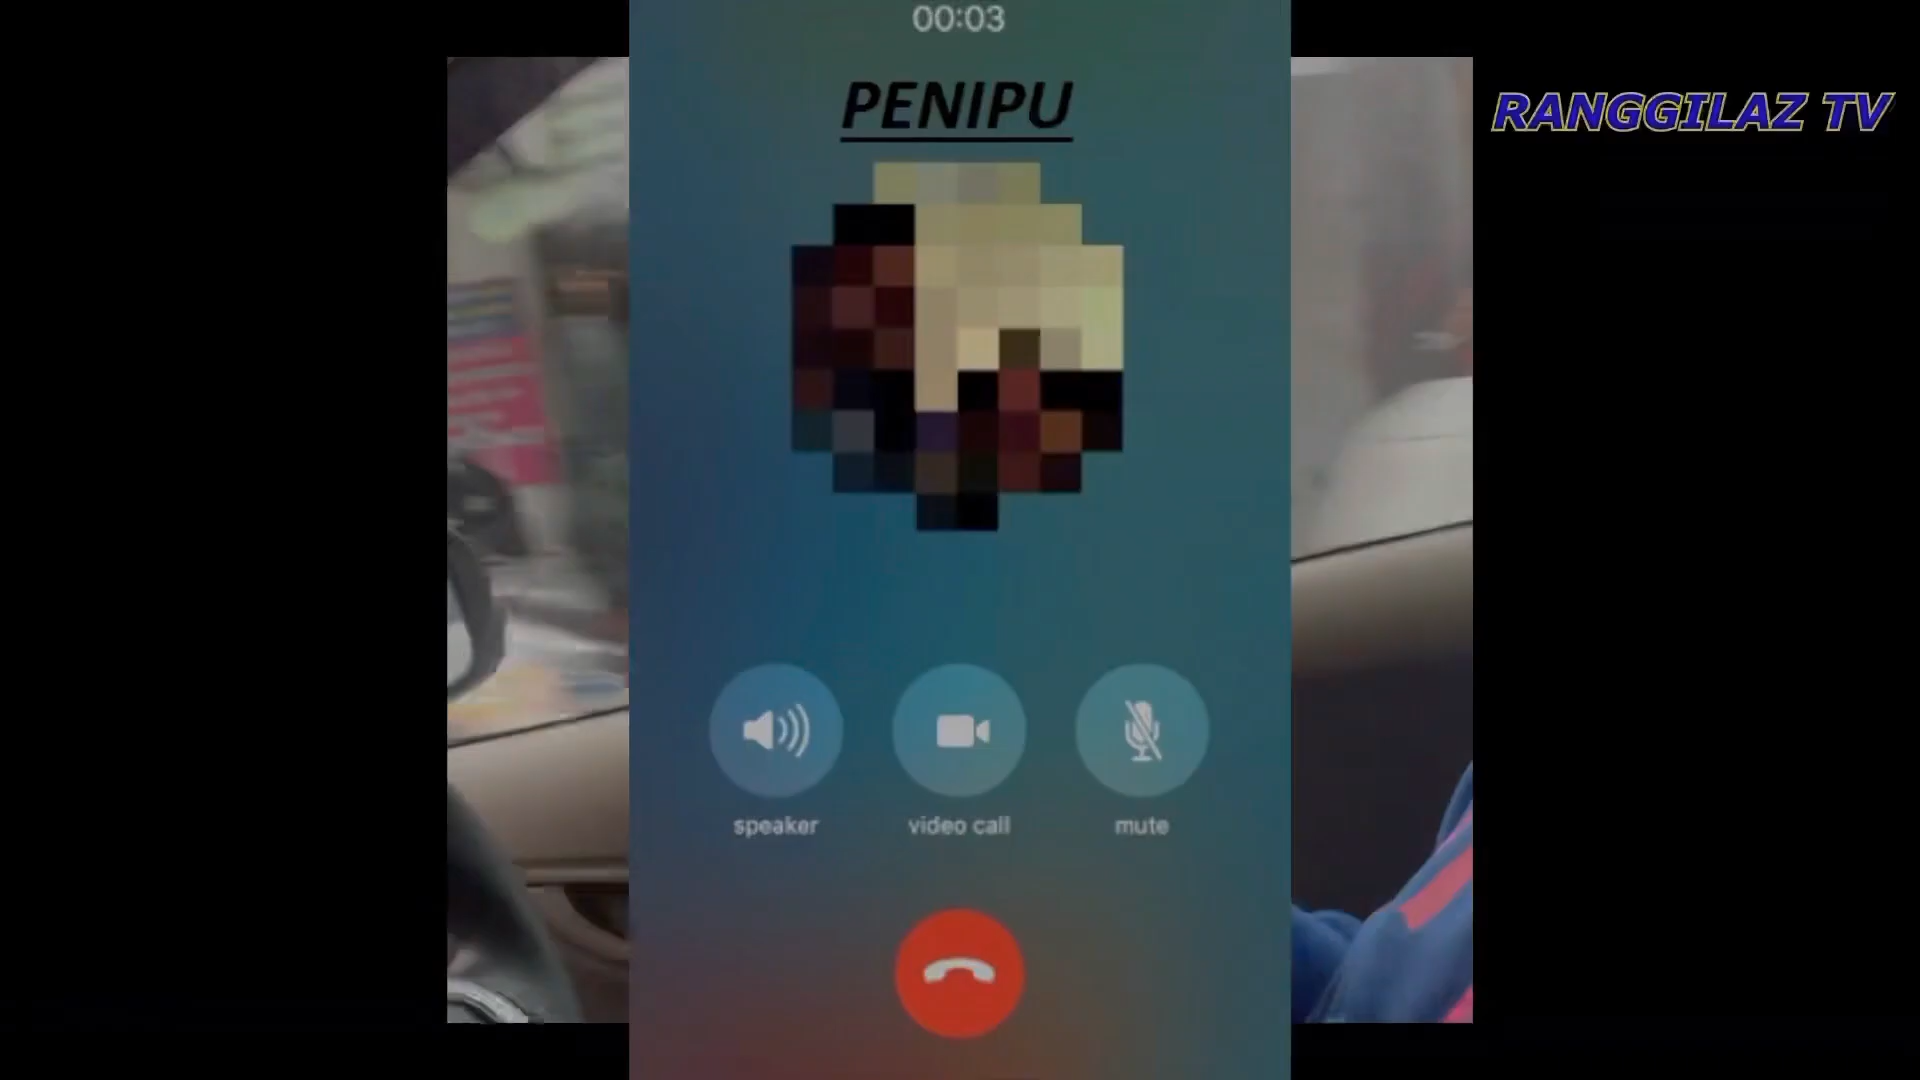 00:03
PENIPU
RANGGILAZ TV
speaker
video call
mute